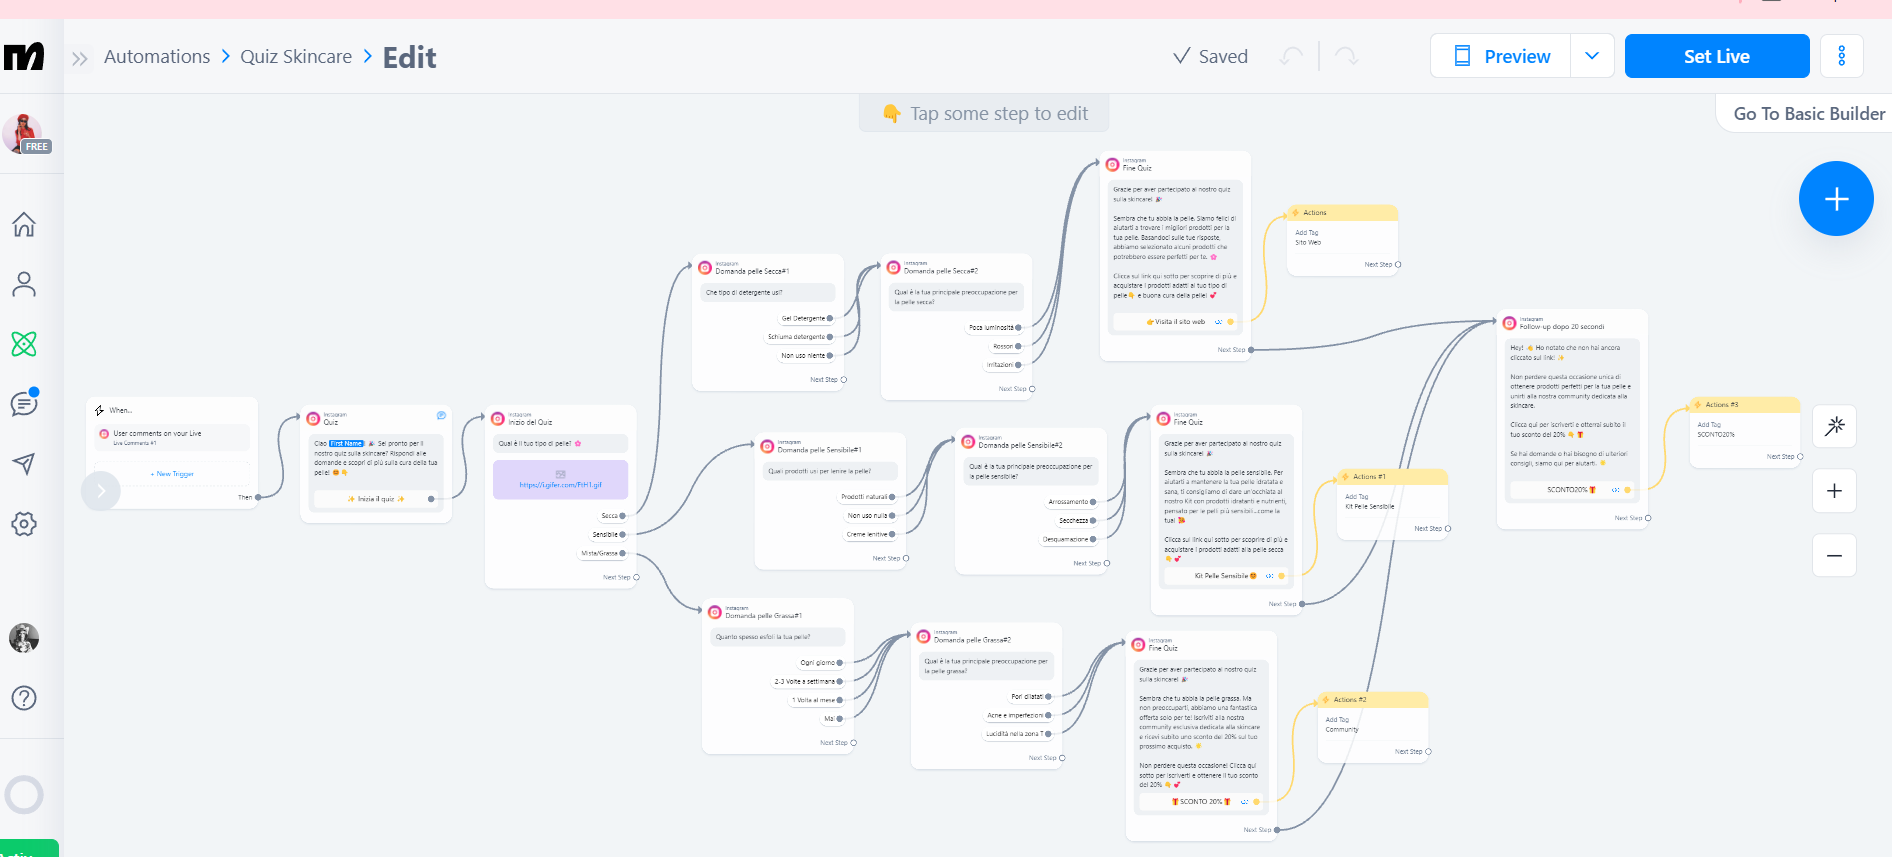 Automations
Quiz Skincare
Edit
Saved
Preview
Set Live
👇 Tap some step to edit
Go To Basic Builder
FREE
When...
User comments on your Live
Live Comments #1
+ New Trigger
Then
Instagram
Quiz
Ciao First Name! 🎉 Sei pronto per il
nostro quiz sulla skincare? Rispondi alle
domande e scopri di più sulla cura della tua
pelle! 😊👇
✨ Inizia il quiz ✨
Instagram
Inizio del Quiz
Qual è il tuo tipo di pelle? 🌸
https://i.gifer.com/FtH1.gif
Secca
Sensibile
Mista/Grassa
Next Step
Instagram
Domanda pelle Secca#1
Che tipo di detergente usi?
Gel Detergente
Schiuma detergente
Non uso niente
Next Step
Instagram
Domanda pelle Secca#2
Qual è la tua principale preoccupazione per
la pelle secca?
Poca luminosità
Rossori
Irritazioni
Next Step
Instagram
Fine Quiz
Grazie per aver partecipato al nostro quiz
sulla skincare! 🎉
Sembra che tu abbia la pelle. Siamo felici di
aiutarti a trovare i migliori prodotti per la
tua pelle. Basandoci sulle tue risposte,
abbiamo selezionato alcuni prodotti che
potrebbero essere perfetti per te. 🌸
Clicca sul link qui sotto per scoprire di più e
acquistare i prodotti adatti al tuo tipo di
pelle👇 e buona cura della pelle! 💕
👉Visita il sito web
Next Step
Actions
Add Tag
Sito Web
Next Step
Instagram
Domanda pelle Sensibile#1
Quali prodotti usi per lenire la pelle?
Prodotti naturali
Non uso nulla
Creme lenitive
Next Step
Instagram
Domanda pelle Sensibile#2
Qual è la tua principale preoccupazione per
la pelle sensibile?
Arrossamento
Secchezza
Desquamazione
Next Step
Instagram
Fine Quiz
Grazie per aver partecipato al nostro quiz
sulla skincare! 🎉
Sembra che tu abbia la pelle sensibile. Per
aiutarti a mantenere la tua pelle idratata e
sana, ti consigliamo di dare un'occhiata al
nostro Kit con prodotti idratanti e nutrienti,
pensato per le pelli più sensibili...come la
tua!
Clicca sul link qui sotto per scoprire di più e
acquistare i prodotti adatti alla pelle secca
👇💕
Kit Pelle Sensibile
Next Step
Actions #1
Add Tag
Kit Pelle Sensibile
Next Step
Instagram
Domanda pelle Grassa#1
Quanto spesso esfoli la tua pelle?
Ogni giorno
2-3 Volte a settimana
1 Volta al mese
Mai
Next Step
Instagram
Domanda pelle Grassa#2
Qual è la tua principale preoccupazione per
la pelle grassa?
Pori dilatati
Acne e imperfezioni
Lucidità nella zona T
Next Step
Instagram
Fine Quiz
Grazie per aver partecipato al nostro quiz
sulla skincare! 🎉
Sembra che tu abbia la pelle grassa. Ma
non preoccuparti, abbiamo una fantastica
offerta solo per te! Iscriviti alla nostra
community esclusiva dedicata alla skincare
e ricevi subito uno sconto del 20% sul tuo
prossimo acquisto. 🌟
Non perdere questa occasione! Clicca qui
sotto per iscriverti e ottenere il tuo sconto
del 20% 👇💕
🎁SCONTO 20%🎁
Next Step
Actions #2
Add Tag
Community
Next Step
Instagram
Follow-up dopo 20 secondi
Hey! 👋 Ho notato che non hai ancora
cliccato sul link! ✨
Non perdere questa occasione unica di
ottenere prodotti perfetti per la tua pelle e
unirti alla nostra community dedicata alla
skincare.
Clicca qui per iscriverti e otterrai subito il
tuo sconto del 20% 👇🎁
Se hai domande o hai bisogno di ulteriori
consigli, siamo qui per aiutarti. 🌟
SCONTO20%🎁
Next Step
Actions #3
Add Tag
SCONTO20%
Next Step